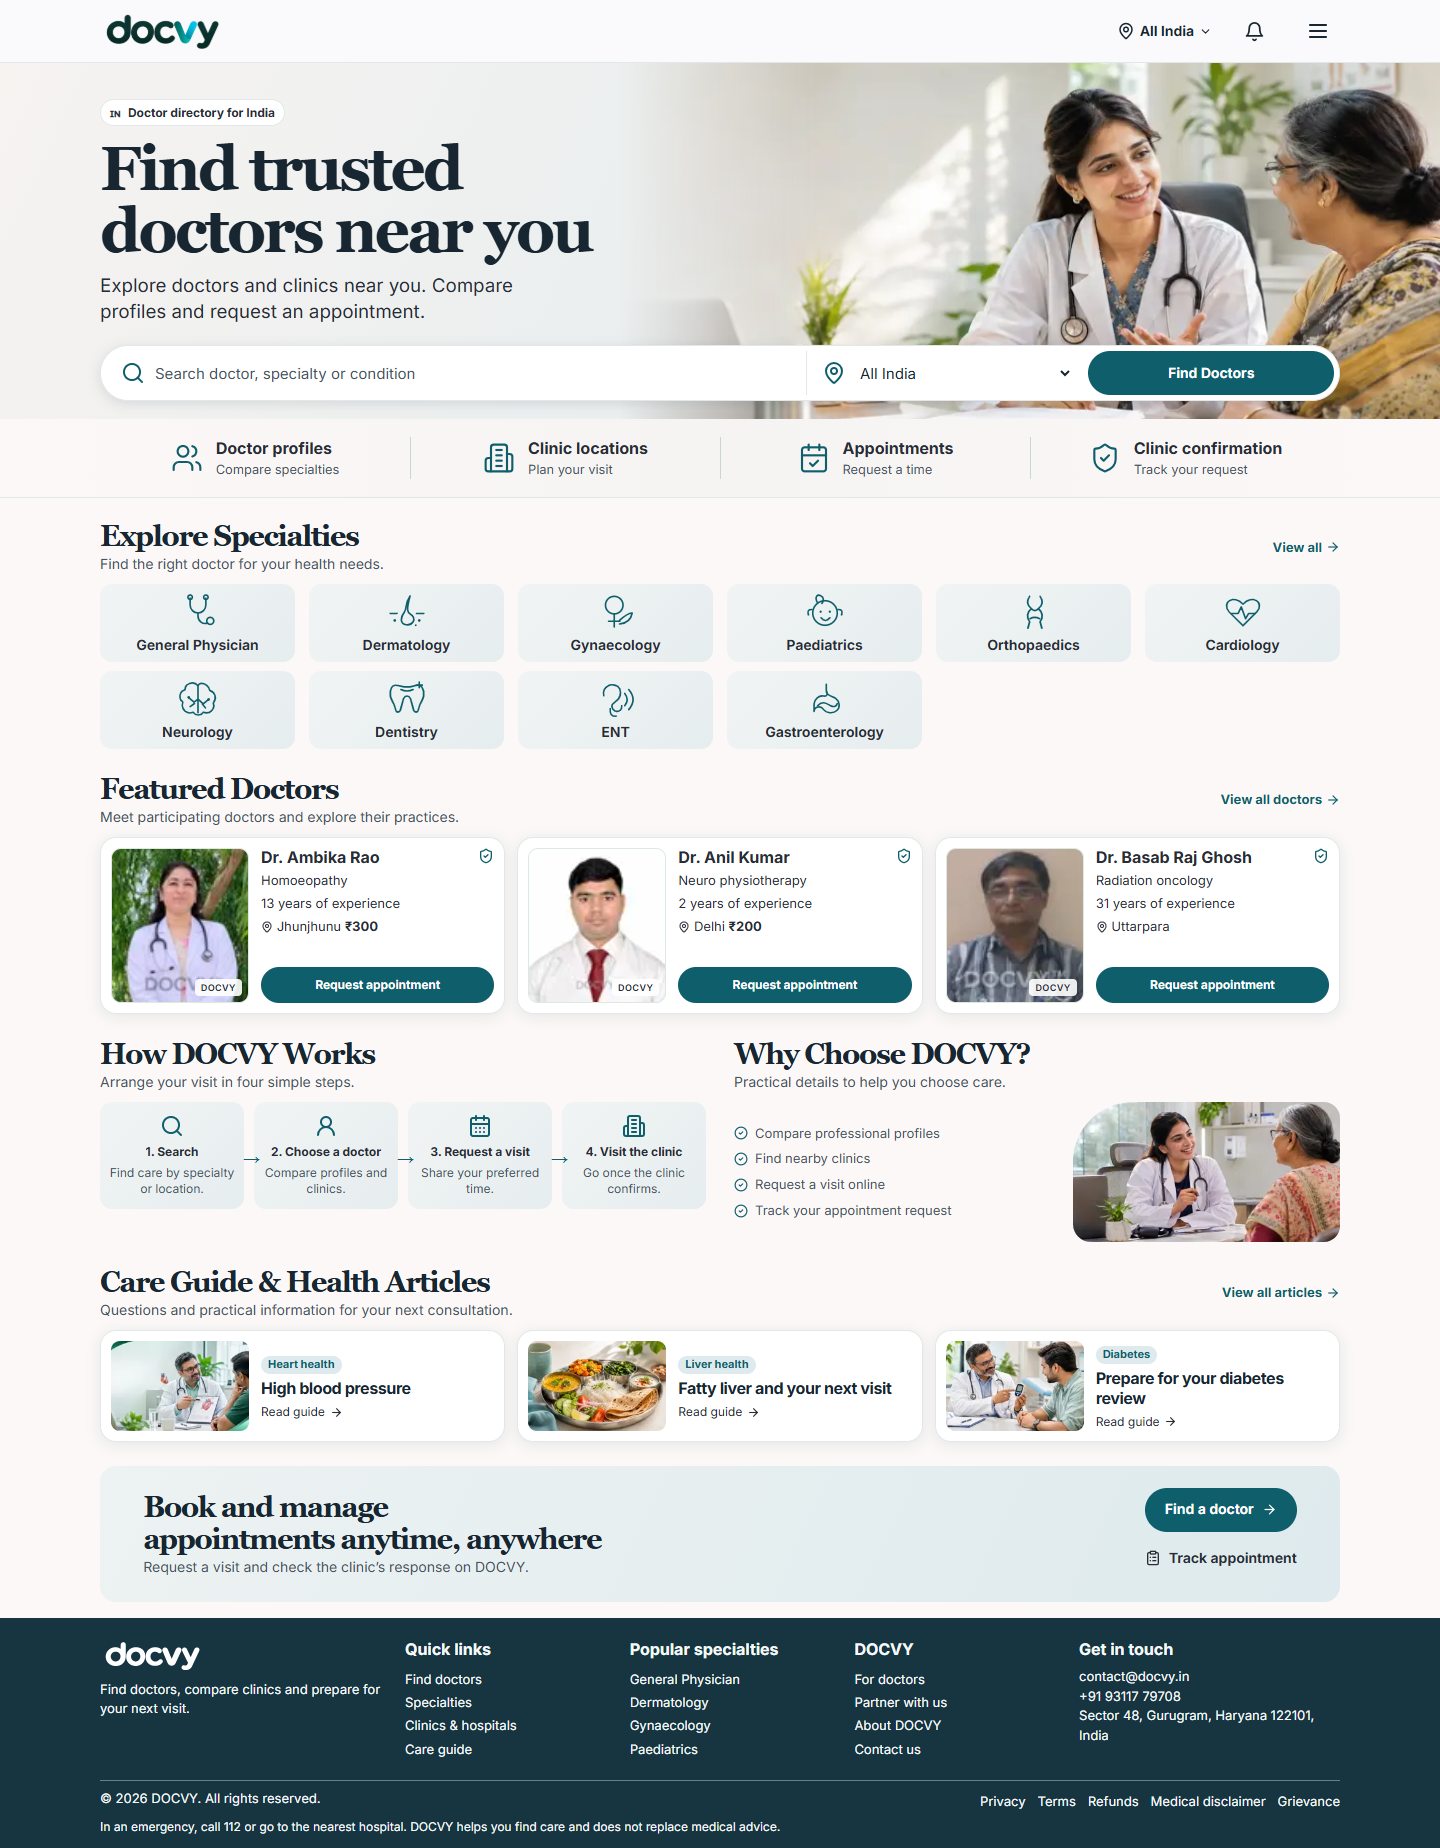 docvy
All India
IN Doctor directory for India
Find trusted
doctors near you
Explore doctors and clinics near you. Compare
profiles and request an appointment.
Search doctor, specialty or condition
All India
Find Doctors
Doctor profiles
Compare specialties
Clinic locations
Plan your visit
Appointments
Request a time
Clinic confirmation
Track your request
Explore Specialties
Find the right doctor for your health needs.
View all →
General Physician
Dermatology
Gynaecology
Paediatrics
Orthopaedics
Cardiology
Neurology
Dentistry
ENT
Gastroenterology
Featured Doctors
Meet participating doctors and explore their practices.
View all doctors →
DOCVY
Dr. Ambika Rao
Homoeopathy
13 years of experience
Jhunjhunu ₹300
Request appointment
DOCVY
Dr. Anil Kumar
Neuro physiotherapy
2 years of experience
Delhi ₹200
Request appointment
DOCVY
Dr. Basab Raj Ghosh
Radiation oncology
31 years of experience
Uttarpara
Request appointment
How DOCVY Works
Arrange your visit in four simple steps.
1. Search
Find care by specialty
or location.
→
2. Choose a doctor
Compare profiles and
clinics.
→
3. Request a visit
Share your preferred
time.
→
4. Visit the clinic
Go once the clinic
confirms.
Why Choose DOCVY?
Practical details to help you choose care.
Compare professional profiles
Find nearby clinics
Request a visit online
Track your appointment request
Care Guide & Health Articles
Questions and practical information for your next consultation.
View all articles →
Heart health
High blood pressure
Read guide →
Liver health
Fatty liver and your next visit
Read guide →
Diabetes
Prepare for your diabetes
review
Read guide →
Book and manage
appointments anytime, anywhere
Request a visit and check the clinic’s response on DOCVY.
Find a doctor →
Track appointment
docvy
Find doctors, compare clinics and prepare for
your next visit.
Quick links
Find doctors
Specialties
Clinics & hospitals
Care guide
Popular specialties
General Physician
Dermatology
Gynaecology
Paediatrics
DOCVY
For doctors
Partner with us
About DOCVY
Contact us
Get in touch
contact@docvy.in
+91 93117 79708
Sector 48, Gurugram, Haryana 122101,
India
© 2026 DOCVY. All rights reserved.
Privacy Terms Refunds Medical disclaimer Grievance
In an emergency, call 112 or go to the nearest hospital. DOCVY helps you find care and does not replace medical advice.